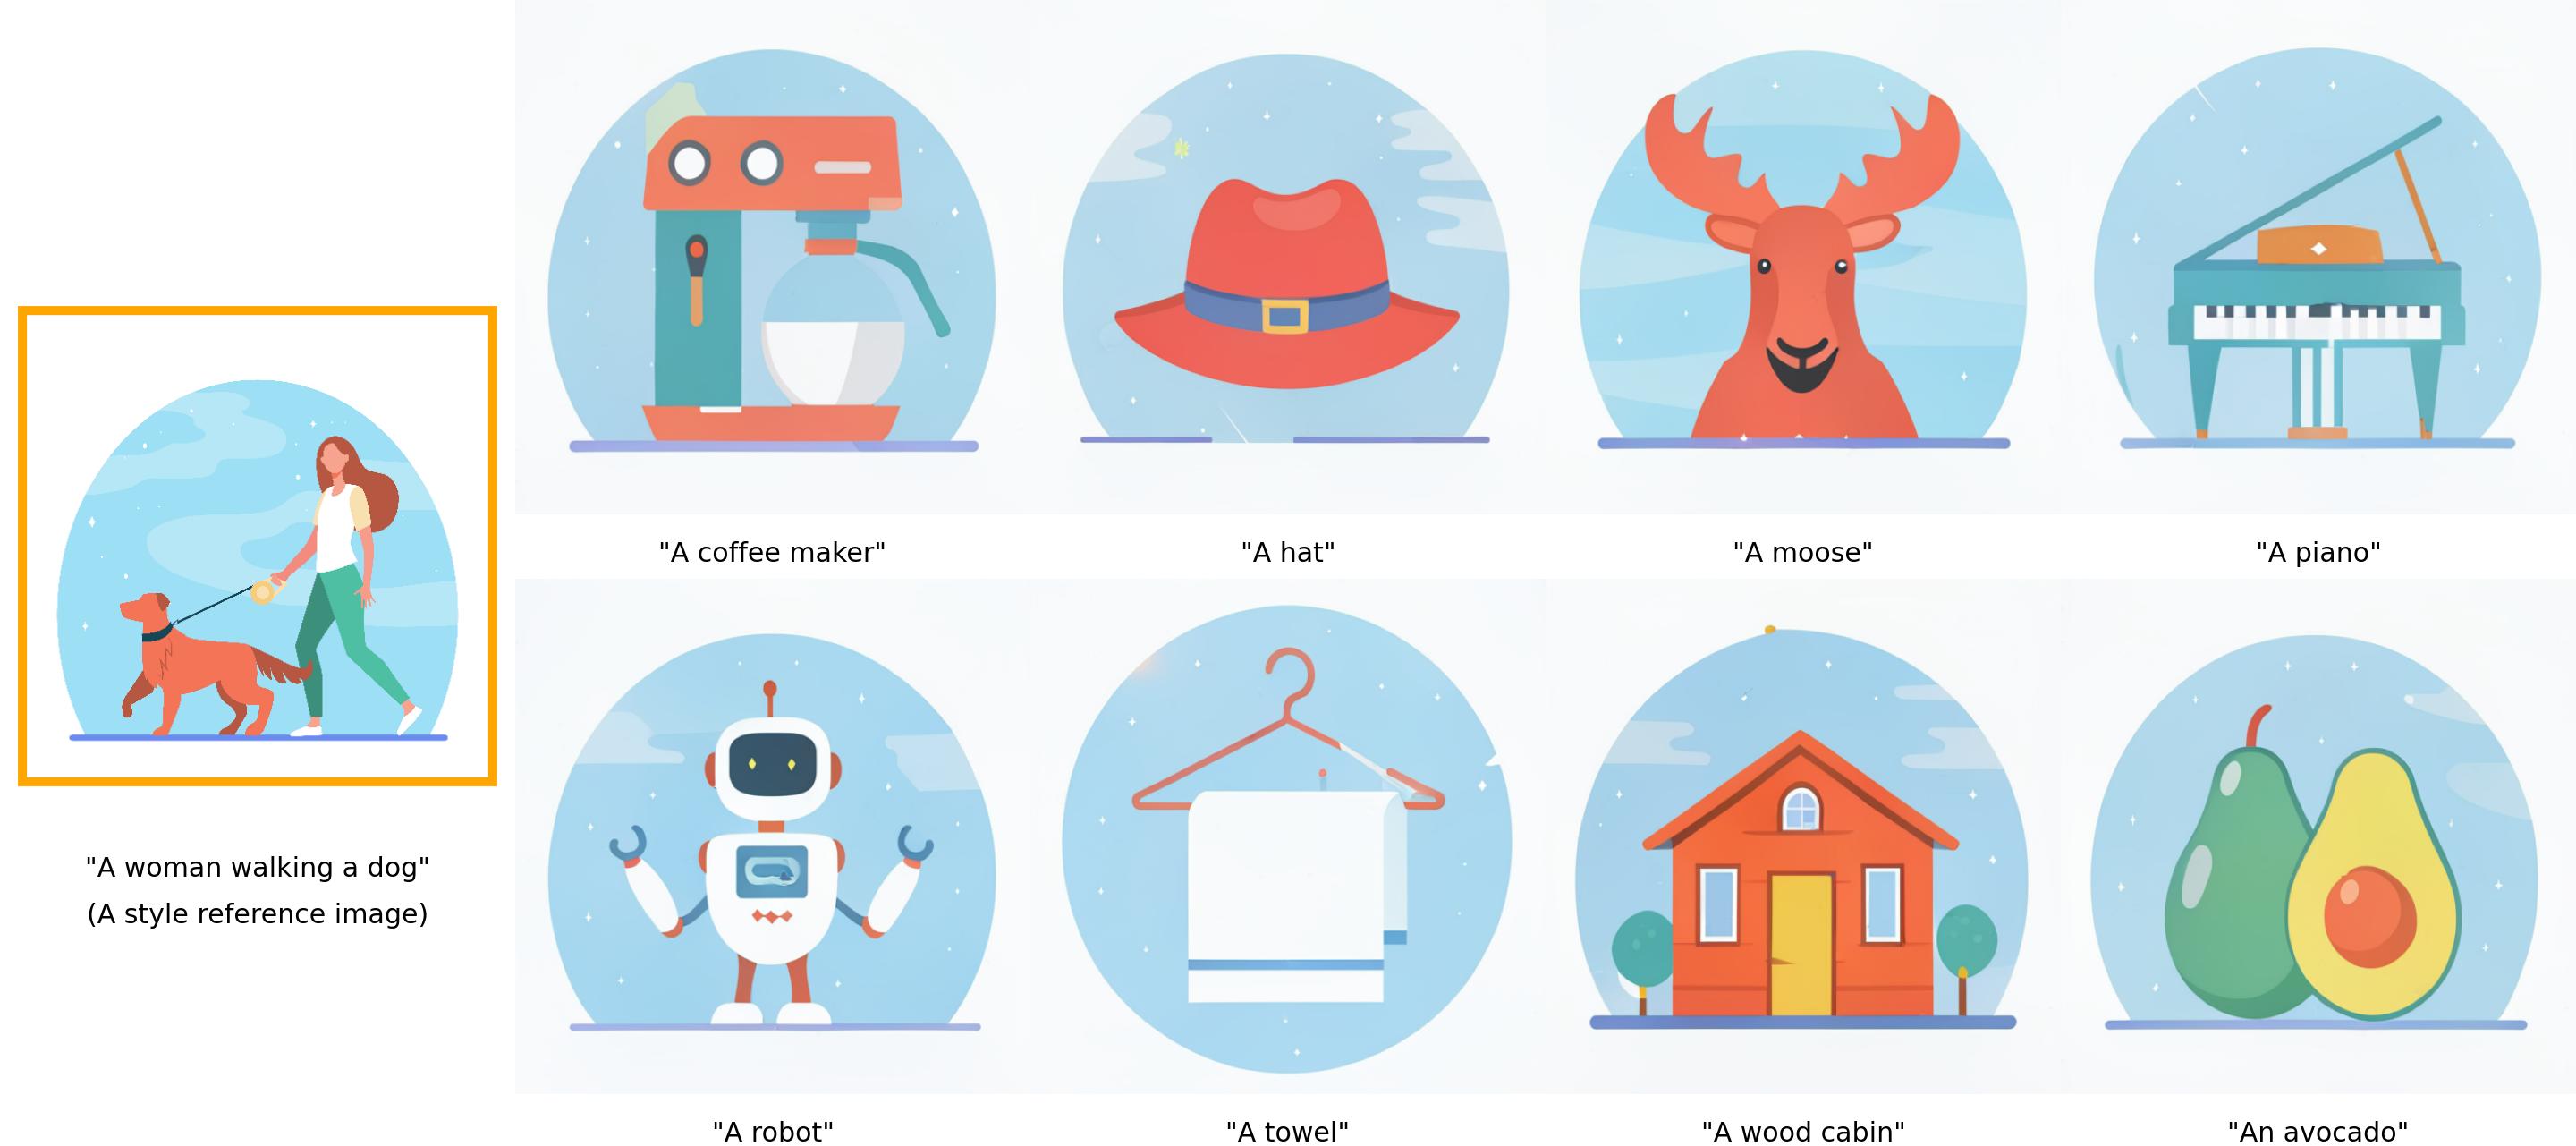 "A woman walking a dog"
(A style reference image)
"A coffee maker"
"A hat"
"A moose"
"A piano"
"A robot"
"A towel"
"A wood cabin"
"An avocado"